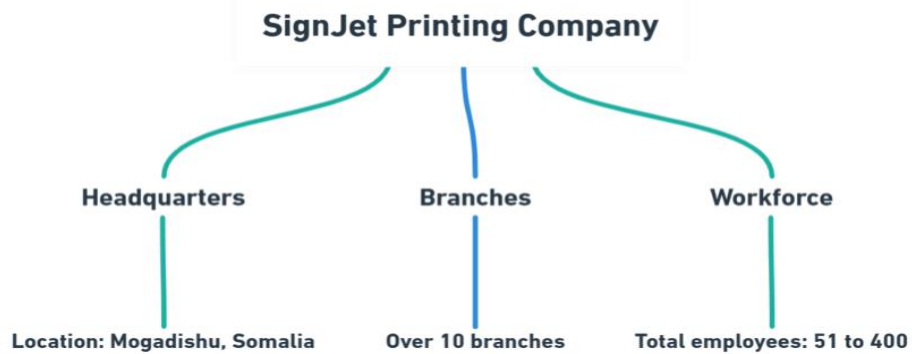 SignJet Printing Company
Headquarters
Branches
Workforce
Location: Mogadishu, Somalia
Over 10 branches
Total employees: 51 to 400